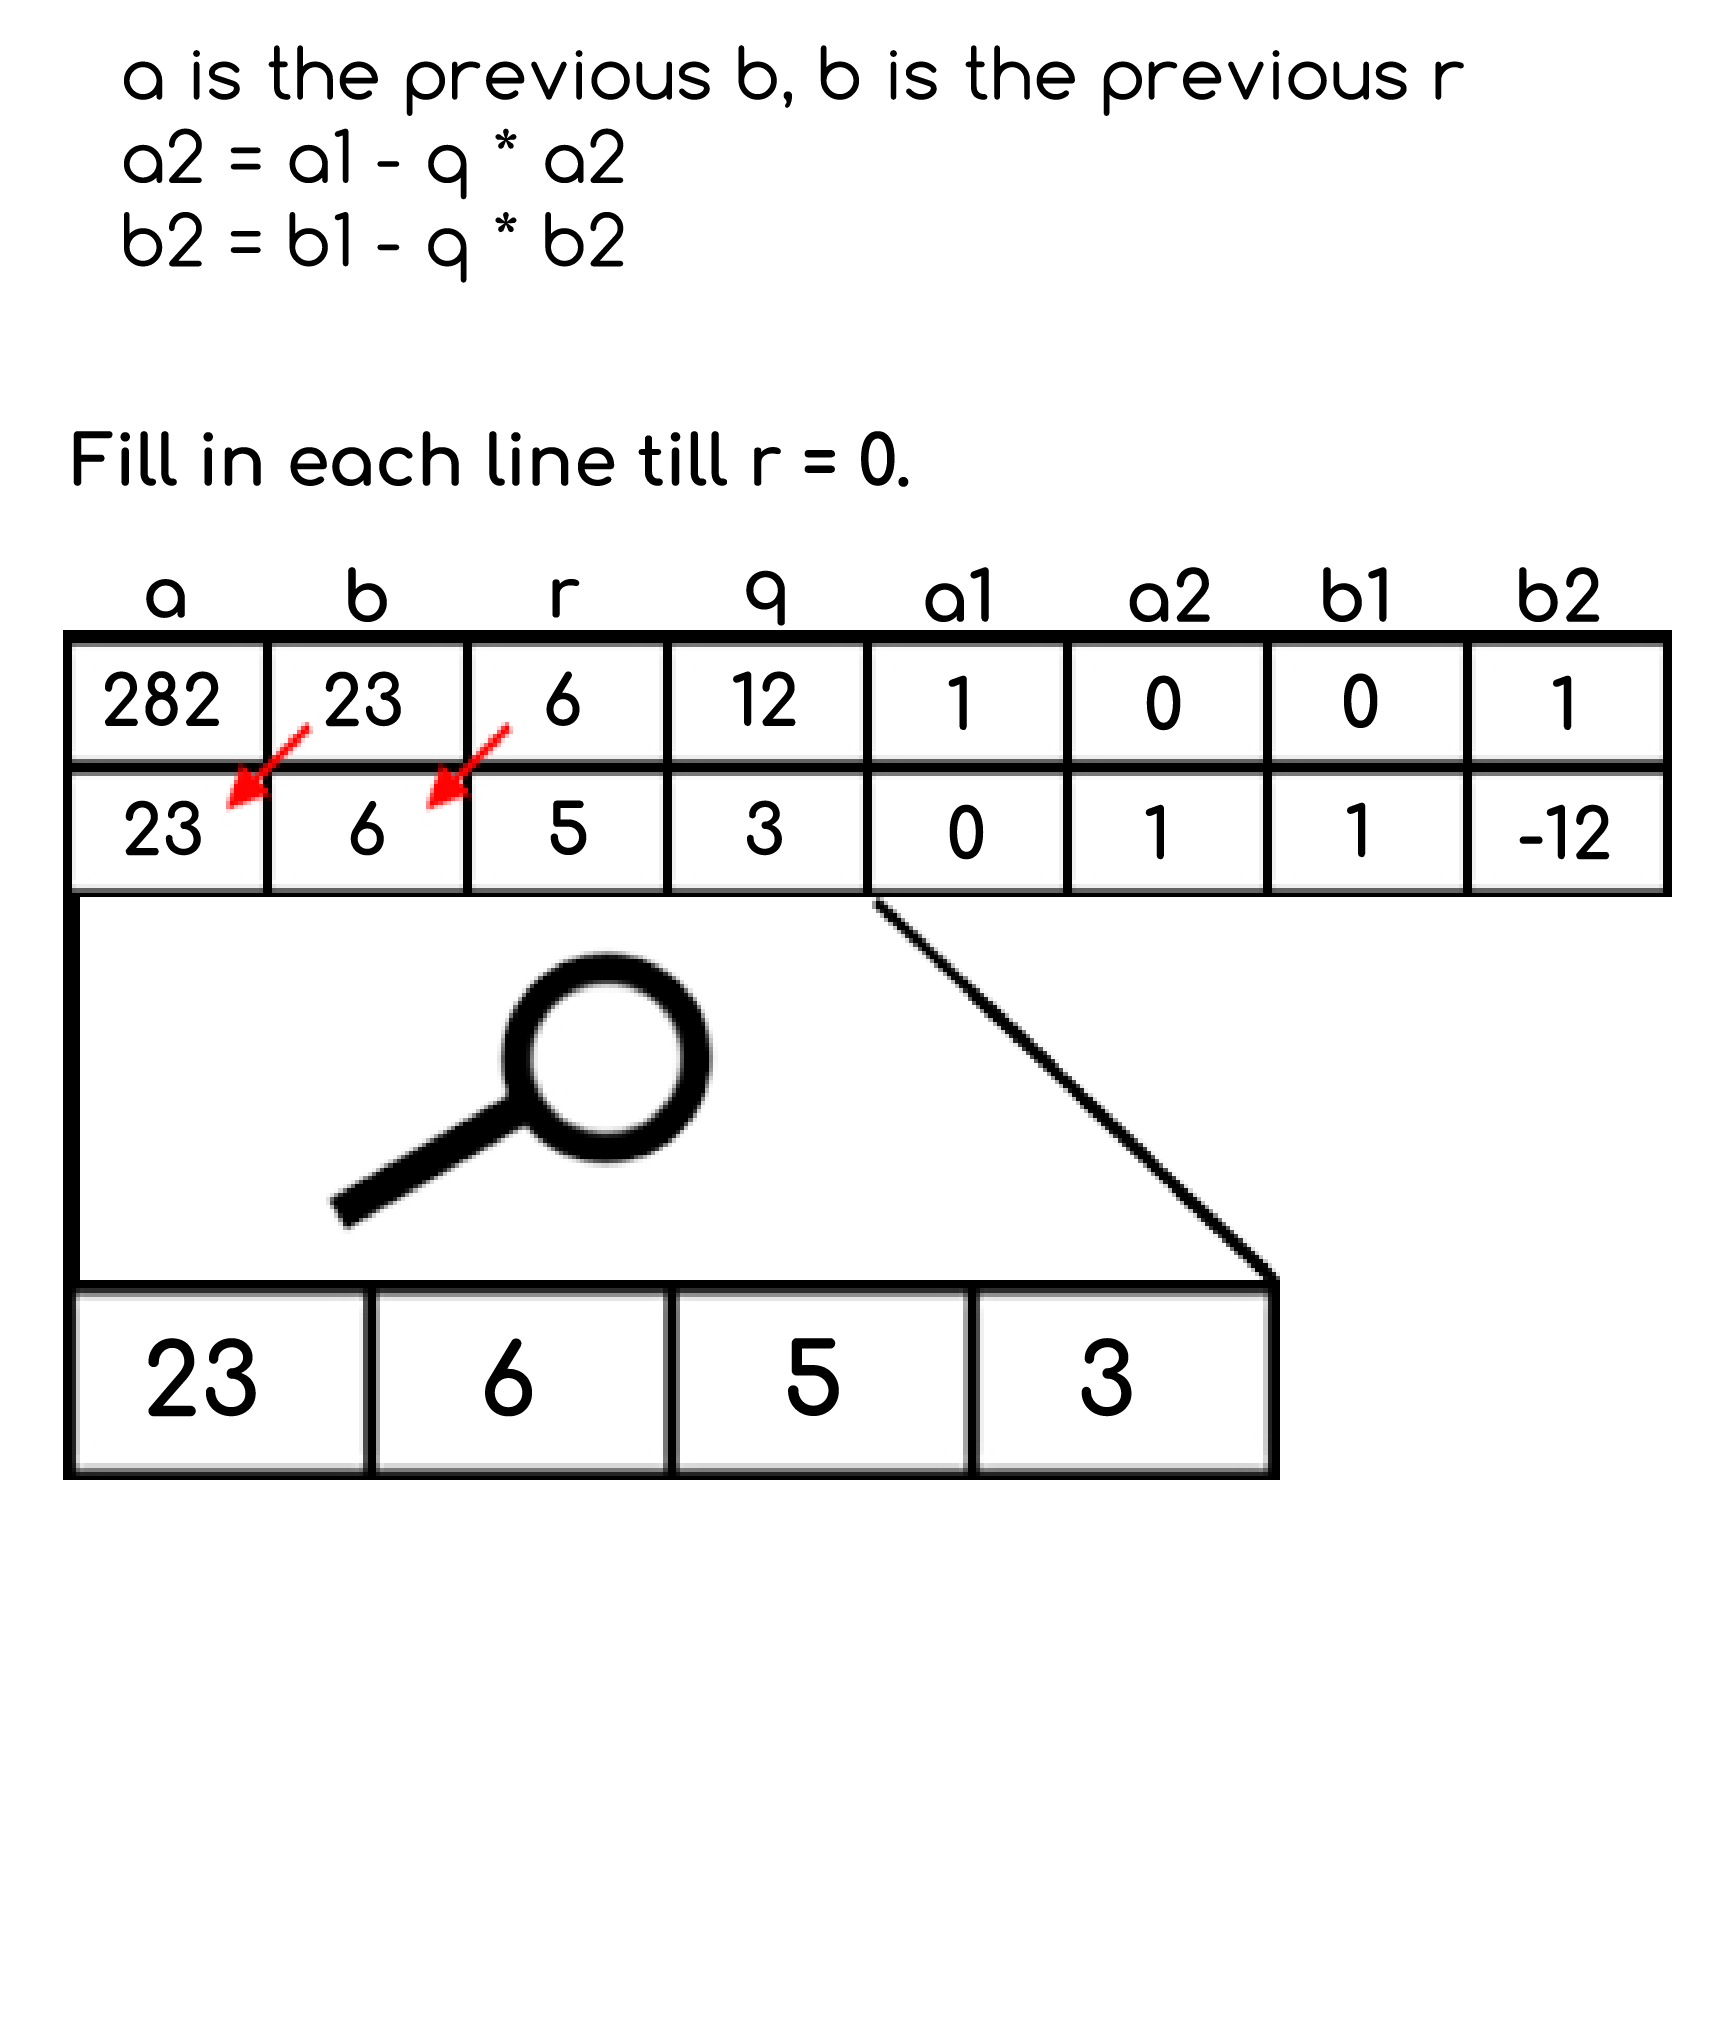 a is the previous b, b is the previous r
a2 = a1 - q * a2
b2 = b1 - q * b2
Fill in each line till r = 0.
a b r q a1 a2 b1 b2
282 23 6 12 1 0 0 1
23 6 5 3 0 1 1 -12
23 6 5 3